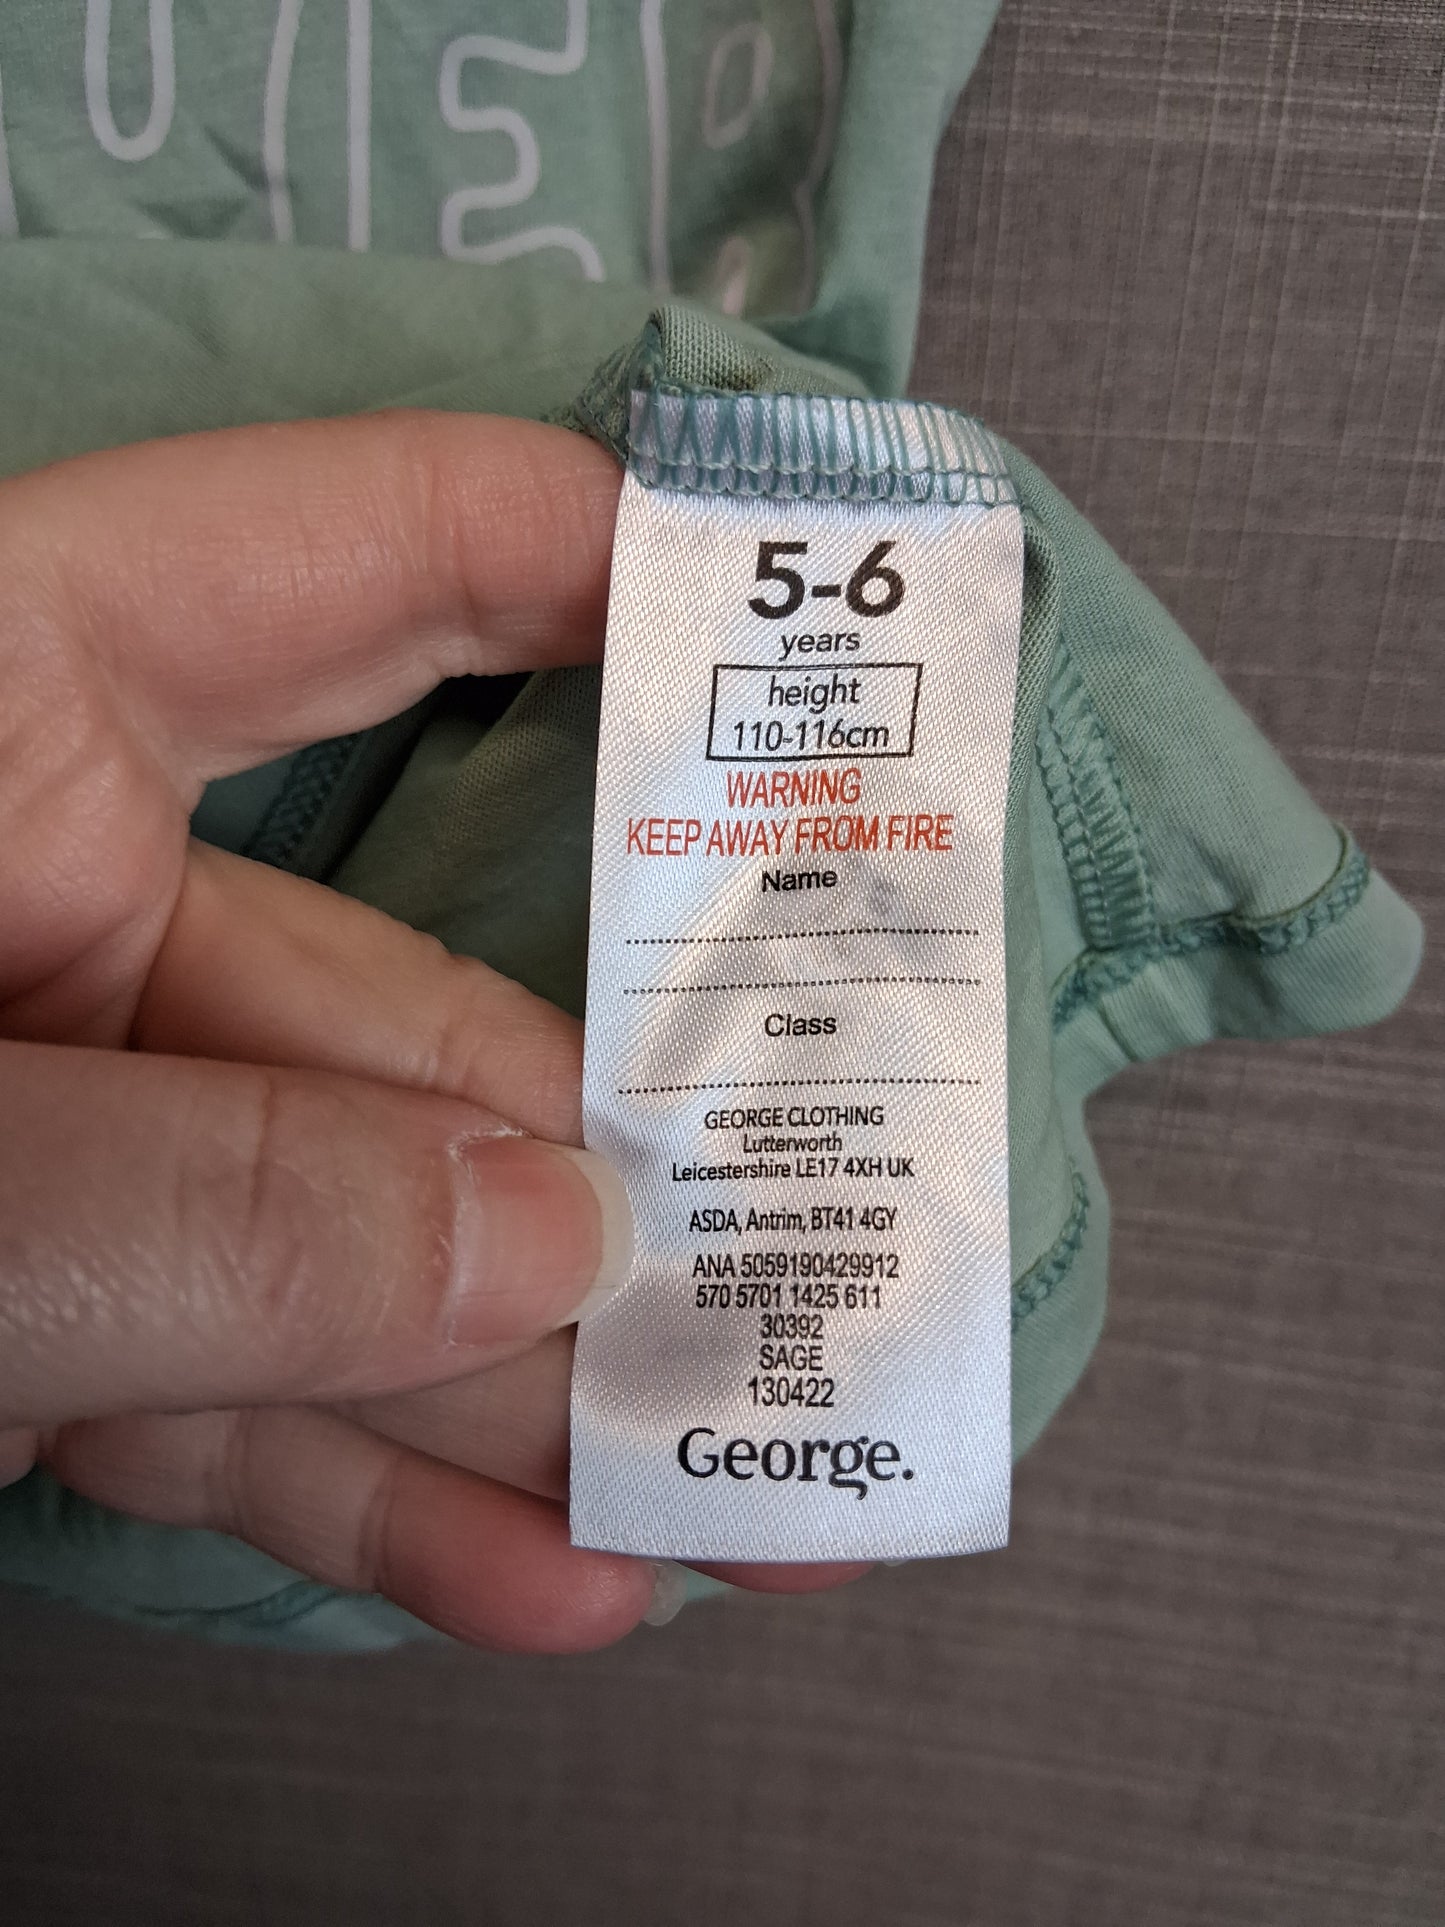 5-6
years
height
110-116cm
WARNING
KEEP AWAY FROM FIRE
Name
Class
GEORGE CLOTHING
Lutterworth
Leicestershire LE17 4XH UK
ASDA, Antrim, BT41 4GY
ANA 5059190429912
570 5701 1425 611
30392
SAGE
130422
George.